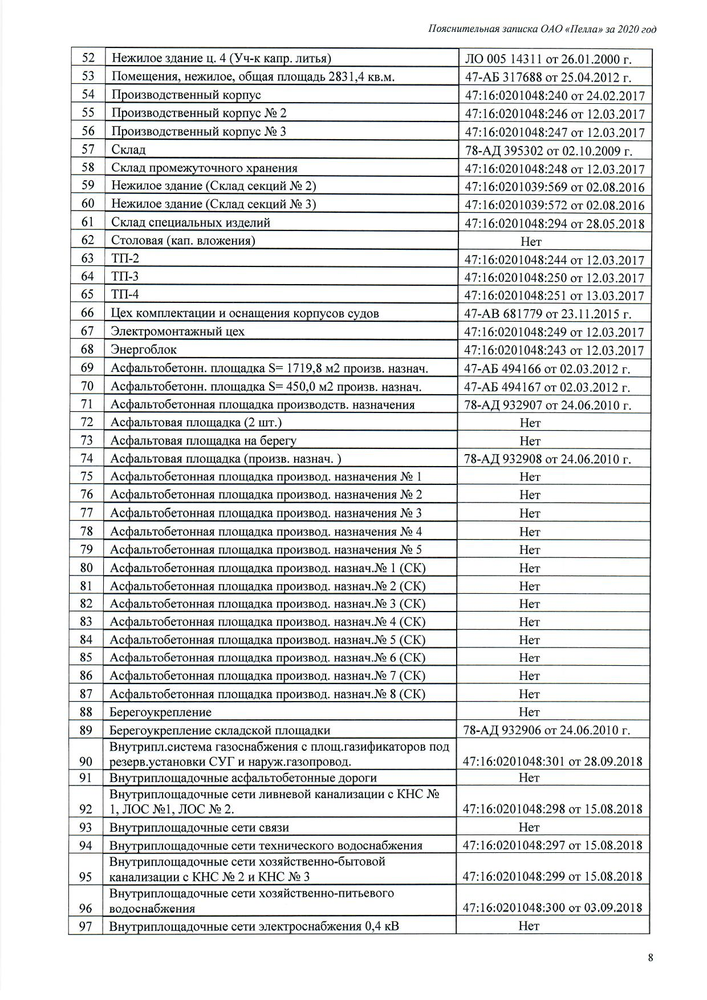 Пояснительная записка ОАО «Пелла» за 2020 год
52 Нежилое здание ц. 4 (Уч-к капр. литья) ЛО 005 14311 от 26.01.2000 г.
53 Помещения, нежилое, общая площадь 2831,4 кв.м. 47-АБ 317688 от 25.04.2012 г.
54 Производственный корпус 47:16:0201048:240 от 24.02.2017
55 Производственный корпус № 2 47:16:0201048:246 от 12.03.2017
56 Производственный корпус № 3 47:16:0201048:247 от 12.03.2017
57 Склад 78-АД 395302 от 02.10.2009 г.
58 Склад промежуточного хранения 47:16:0201048:248 от 12.03.2017
59 Нежилое здание (Склад секций № 2) 47:16:0201039:569 от 02.08.2016
60 Нежилое здание (Склад секций № 3) 47:16:0201039:572 от 02.08.2016
61 Склад специальных изделий 47:16:0201048:294 от 28.05.2018
62 Столовая (кап. вложения) Нет
63 ТП-2 47:16:0201048:244 от 12.03.2017
64 ТП-3 47:16:0201048:250 от 12.03.2017
65 ТП-4 47:16:0201048:251 от 13.03.2017
66 Цех комплектации и оснащения корпусов судов 47-АВ 681779 от 23.11.2015 г.
67 Электромонтажный цех 47:16:0201048:249 от 12.03.2017
68 Энергоблок 47:16:0201048:243 от 12.03.2017
69 Асфальтобетонн. площадка S= 1719,8 м2 произв. назнач. 47-АБ 494166 от 02.03.2012 г.
70 Асфальтобетонн. площадка S= 450,0 м2 произв. назнач. 47-АБ 494167 от 02.03.2012 г.
71 Асфальтобетонная площадка производств. назначения 78-АД 932907 от 24.06.2010 г.
72 Асфальтовая площадка (2 шт.) Нет
73 Асфальтовая площадка на берегу Нет
74 Асфальтовая площадка (произв. назнач. ) 78-АД 932908 от 24.06.2010 г.
75 Асфальтобетонная площадка производ. назначения № 1 Нет
76 Асфальтобетонная площадка производ. назначения № 2 Нет
77 Асфальтобетонная площадка производ. назначения № 3 Нет
78 Асфальтобетонная площадка производ. назначения № 4 Нет
79 Асфальтобетонная площадка производ. назначения № 5 Нет
80 Асфальтобетонная площадка производ. назнач.№ 1 (СК) Нет
81 Асфальтобетонная площадка производ. назнач.№ 2 (СК) Нет
82 Асфальтобетонная площадка производ. назнач.№ 3 (СК) Нет
83 Асфальтобетонная площадка производ. назнач.№ 4 (СК) Нет
84 Асфальтобетонная площадка производ. назнач.№ 5 (СК) Нет
85 Асфальтобетонная площадка производ. назнач.№ 6 (СК) Нет
86 Асфальтобетонная площадка производ. назнач.№ 7 (СК) Нет
87 Асфальтобетонная площадка производ. назнач.№ 8 (СК) Нет
88 Берегоукрепление Нет
89 Берегоукрепление складской площадки 78-АД 932906 от 24.06.2010 г.
Внутрипл.система газоснабжения с площ.газификаторов под
90 резерв.установки СУГ и наруж.газопровод. 47:16:0201048:301 от 28.09.2018
91 Внутриплощадочные асфальтобетонные дороги Нет
Внутриплощадочные сети ливневой канализации с КНС №
92 1, ЛОС №1, ЛОС № 2. 47:16:0201048:298 от 15.08.2018
93 Внутриплощадочные сети связи Нет
94 Внутриплощадочные сети технического водоснабжения 47:16:0201048:297 от 15.08.2018
Внутриплощадочные сети хозяйственно-бытовой
95 канализации с КНС № 2 и КНС № 3 47:16:0201048:299 от 15.08.2018
Внутриплощадочные сети хозяйственно-питьевого
96 водоснабжения 47:16:0201048:300 от 03.09.2018
97 Внутриплощадочные сети электроснабжения 0,4 кВ Нет
8